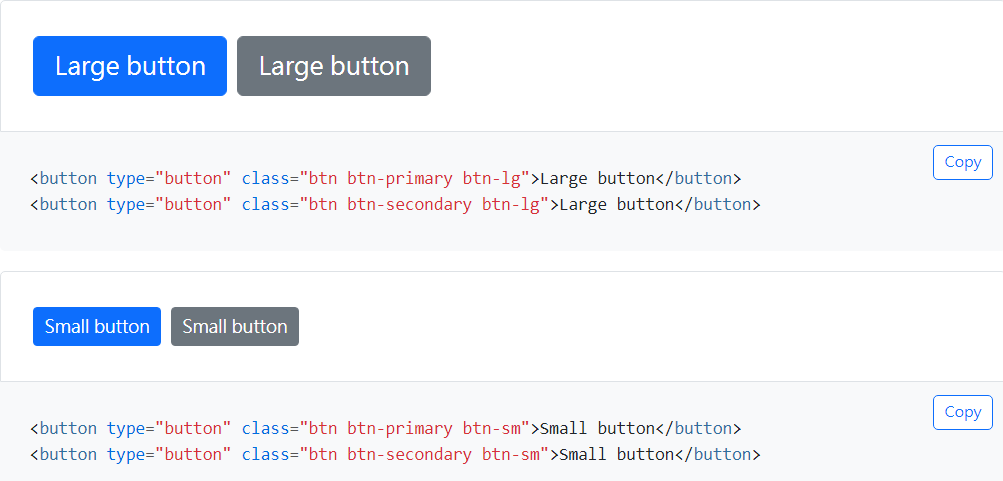 Large button Large button
Copy
<button type="button" class="btn btn-primary btn-lg">Large button</button>
<button type="button" class="btn btn-secondary btn-lg">Large button</button>
Small button Small button
Copy
<button type="button" class="btn btn-primary btn-sm">Small button</button>
<button type="button" class="btn btn-secondary btn-sm">Small button</button>